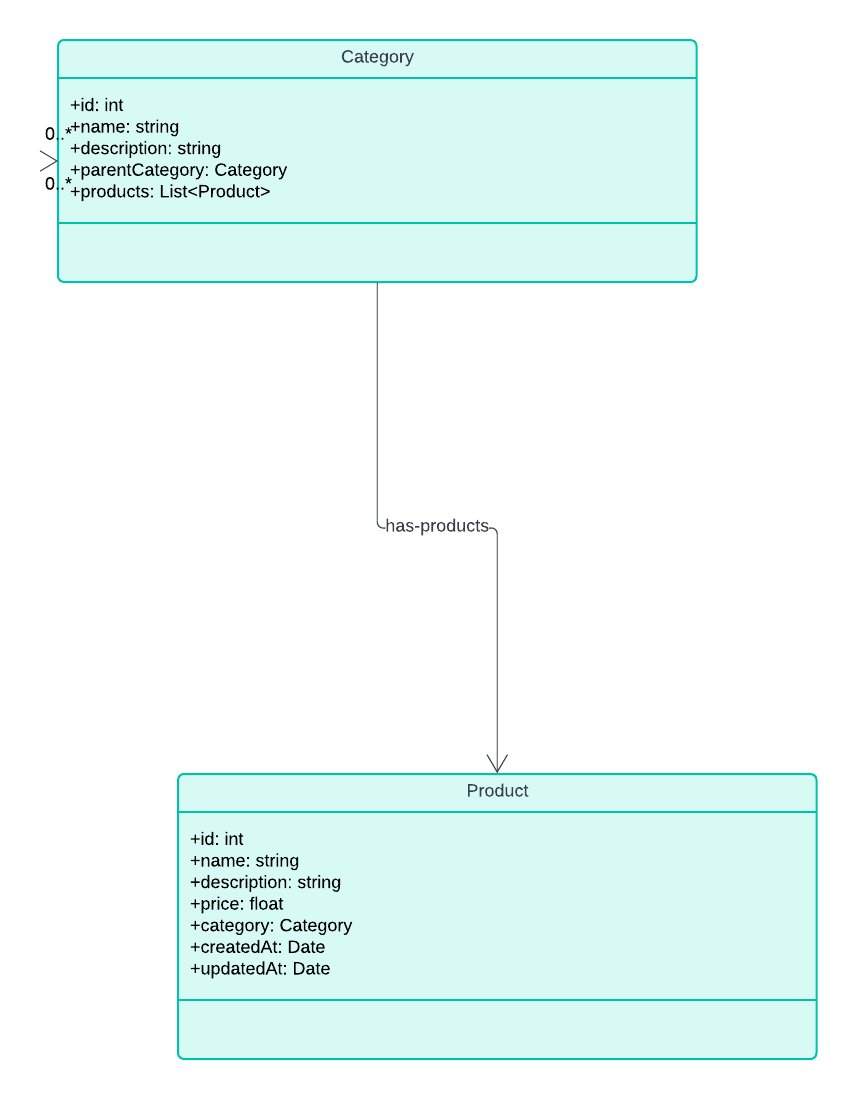 Category
+id: int
0..*
+name: string
+description: string
+parentCategory: Category
0..*
+products: List<Product>
has-products
Product
+id: int
+name: string
+description: string
+price: float
+category: Category
+createdAt: Date
+updatedAt: Date